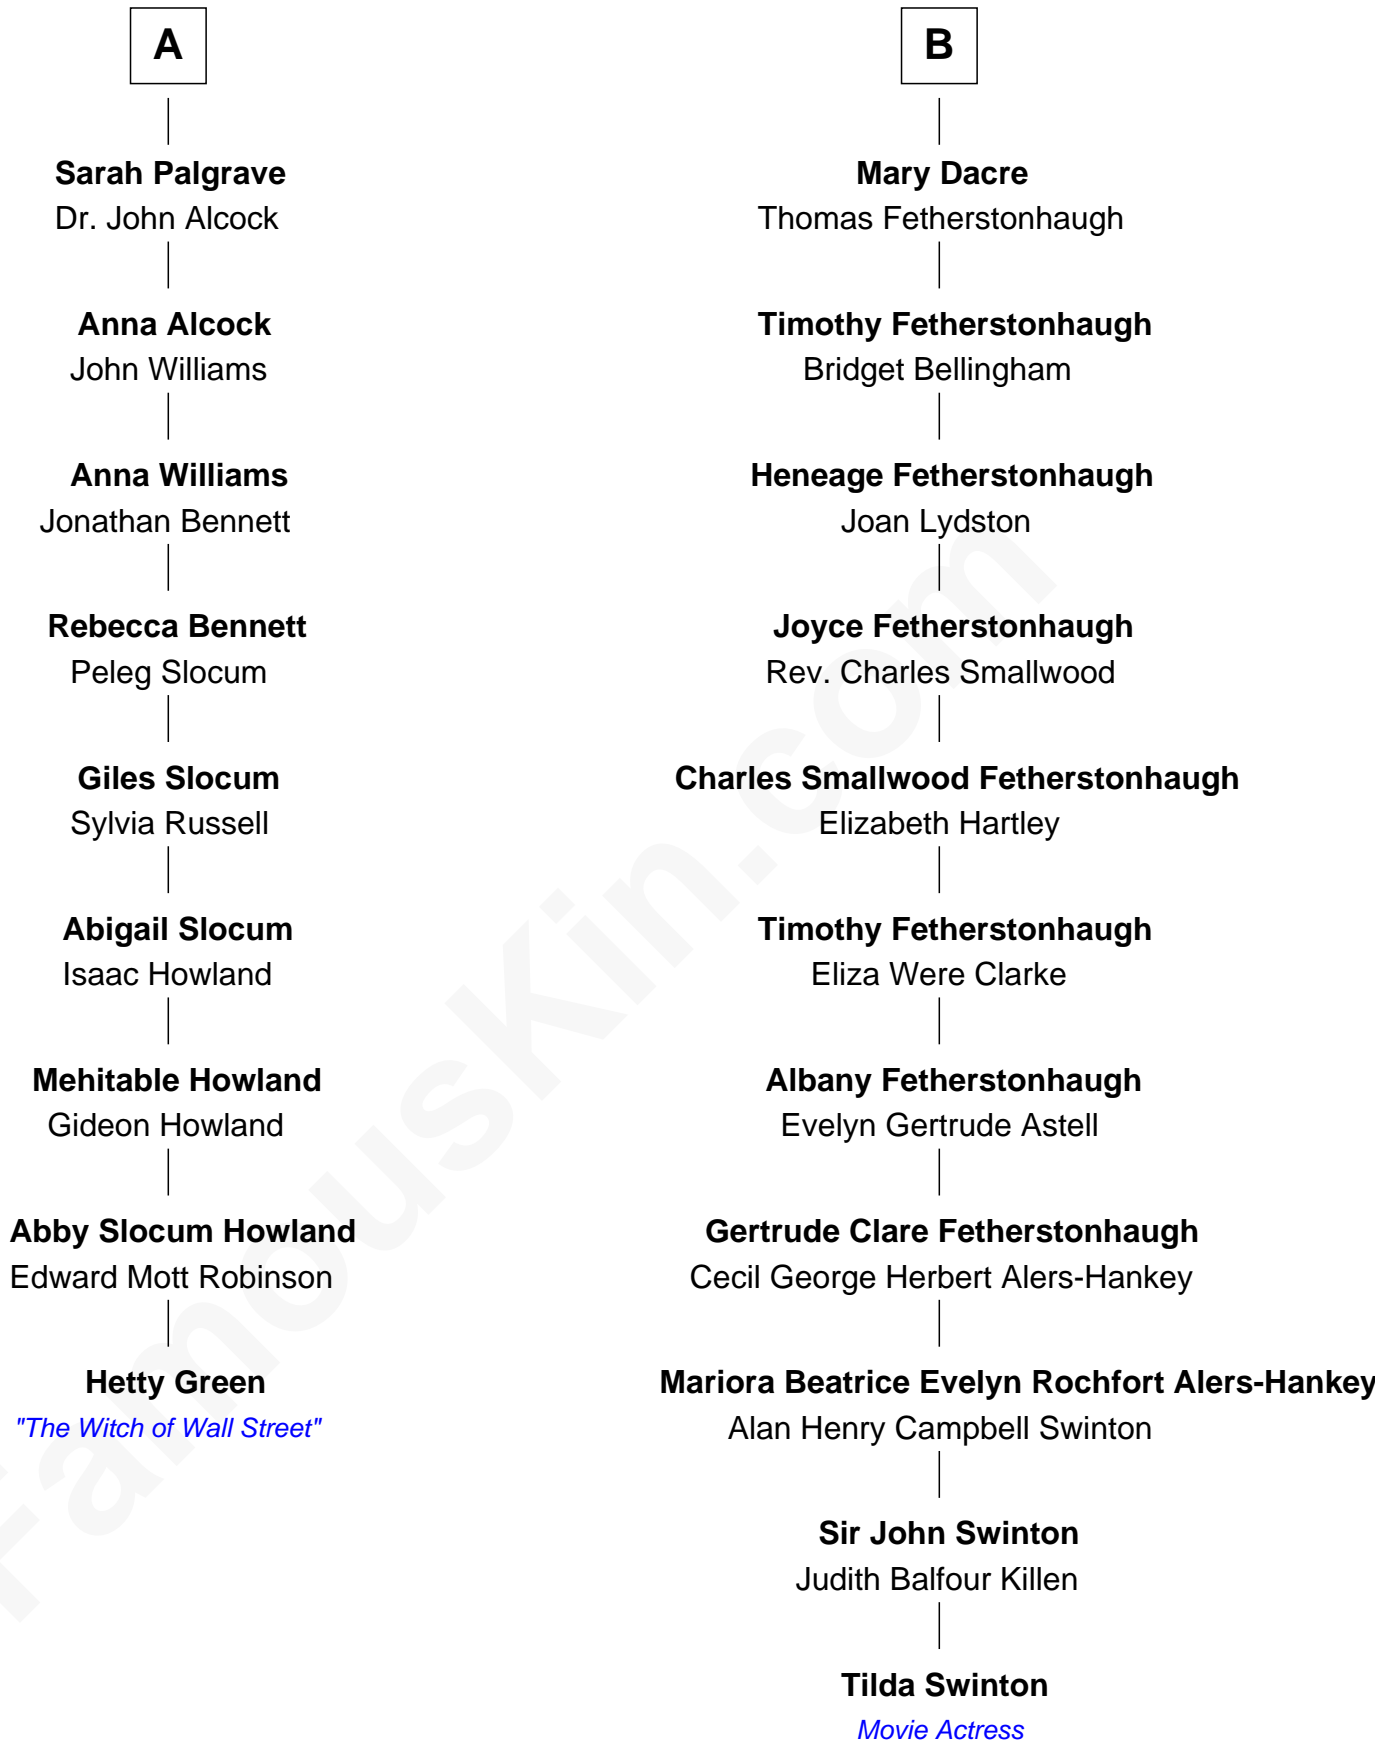 A
Sarah Palgrave
Dr. John Alcock
Anna Alcock
John Williams
Anna Williams
Jonathan Bennett
Rebecca Bennett
Peleg Slocum
Giles Slocum
Sylvia Russell
Abigail Slocum
Isaac Howland
Mehitable Howland
Gideon Howland
Abby Slocum Howland
Edward Mott Robinson
Hetty Green
"The Witch of Wall Street"
B
Mary Dacre
Thomas Fetherstonhaugh
Timothy Fetherstonhaugh
Bridget Bellingham
Heneage Fetherstonhaugh
Joan Lydston
Joyce Fetherstonhaugh
Rev. Charles Smallwood
Charles Smallwood Fetherstonhaugh
Elizabeth Hartley
Timothy Fetherstonhaugh
Eliza Were Clarke
Albany Fetherstonhaugh
Evelyn Gertrude Astell
Gertrude Clare Fetherstonhaugh
Cecil George Herbert Alers-Hankey
Mariora Beatrice Evelyn Rochfort Alers-Hankey
Alan Henry Campbell Swinton
Sir John Swinton
Judith Balfour Killen
Tilda Swinton
Movie Actress
FamousKin.com